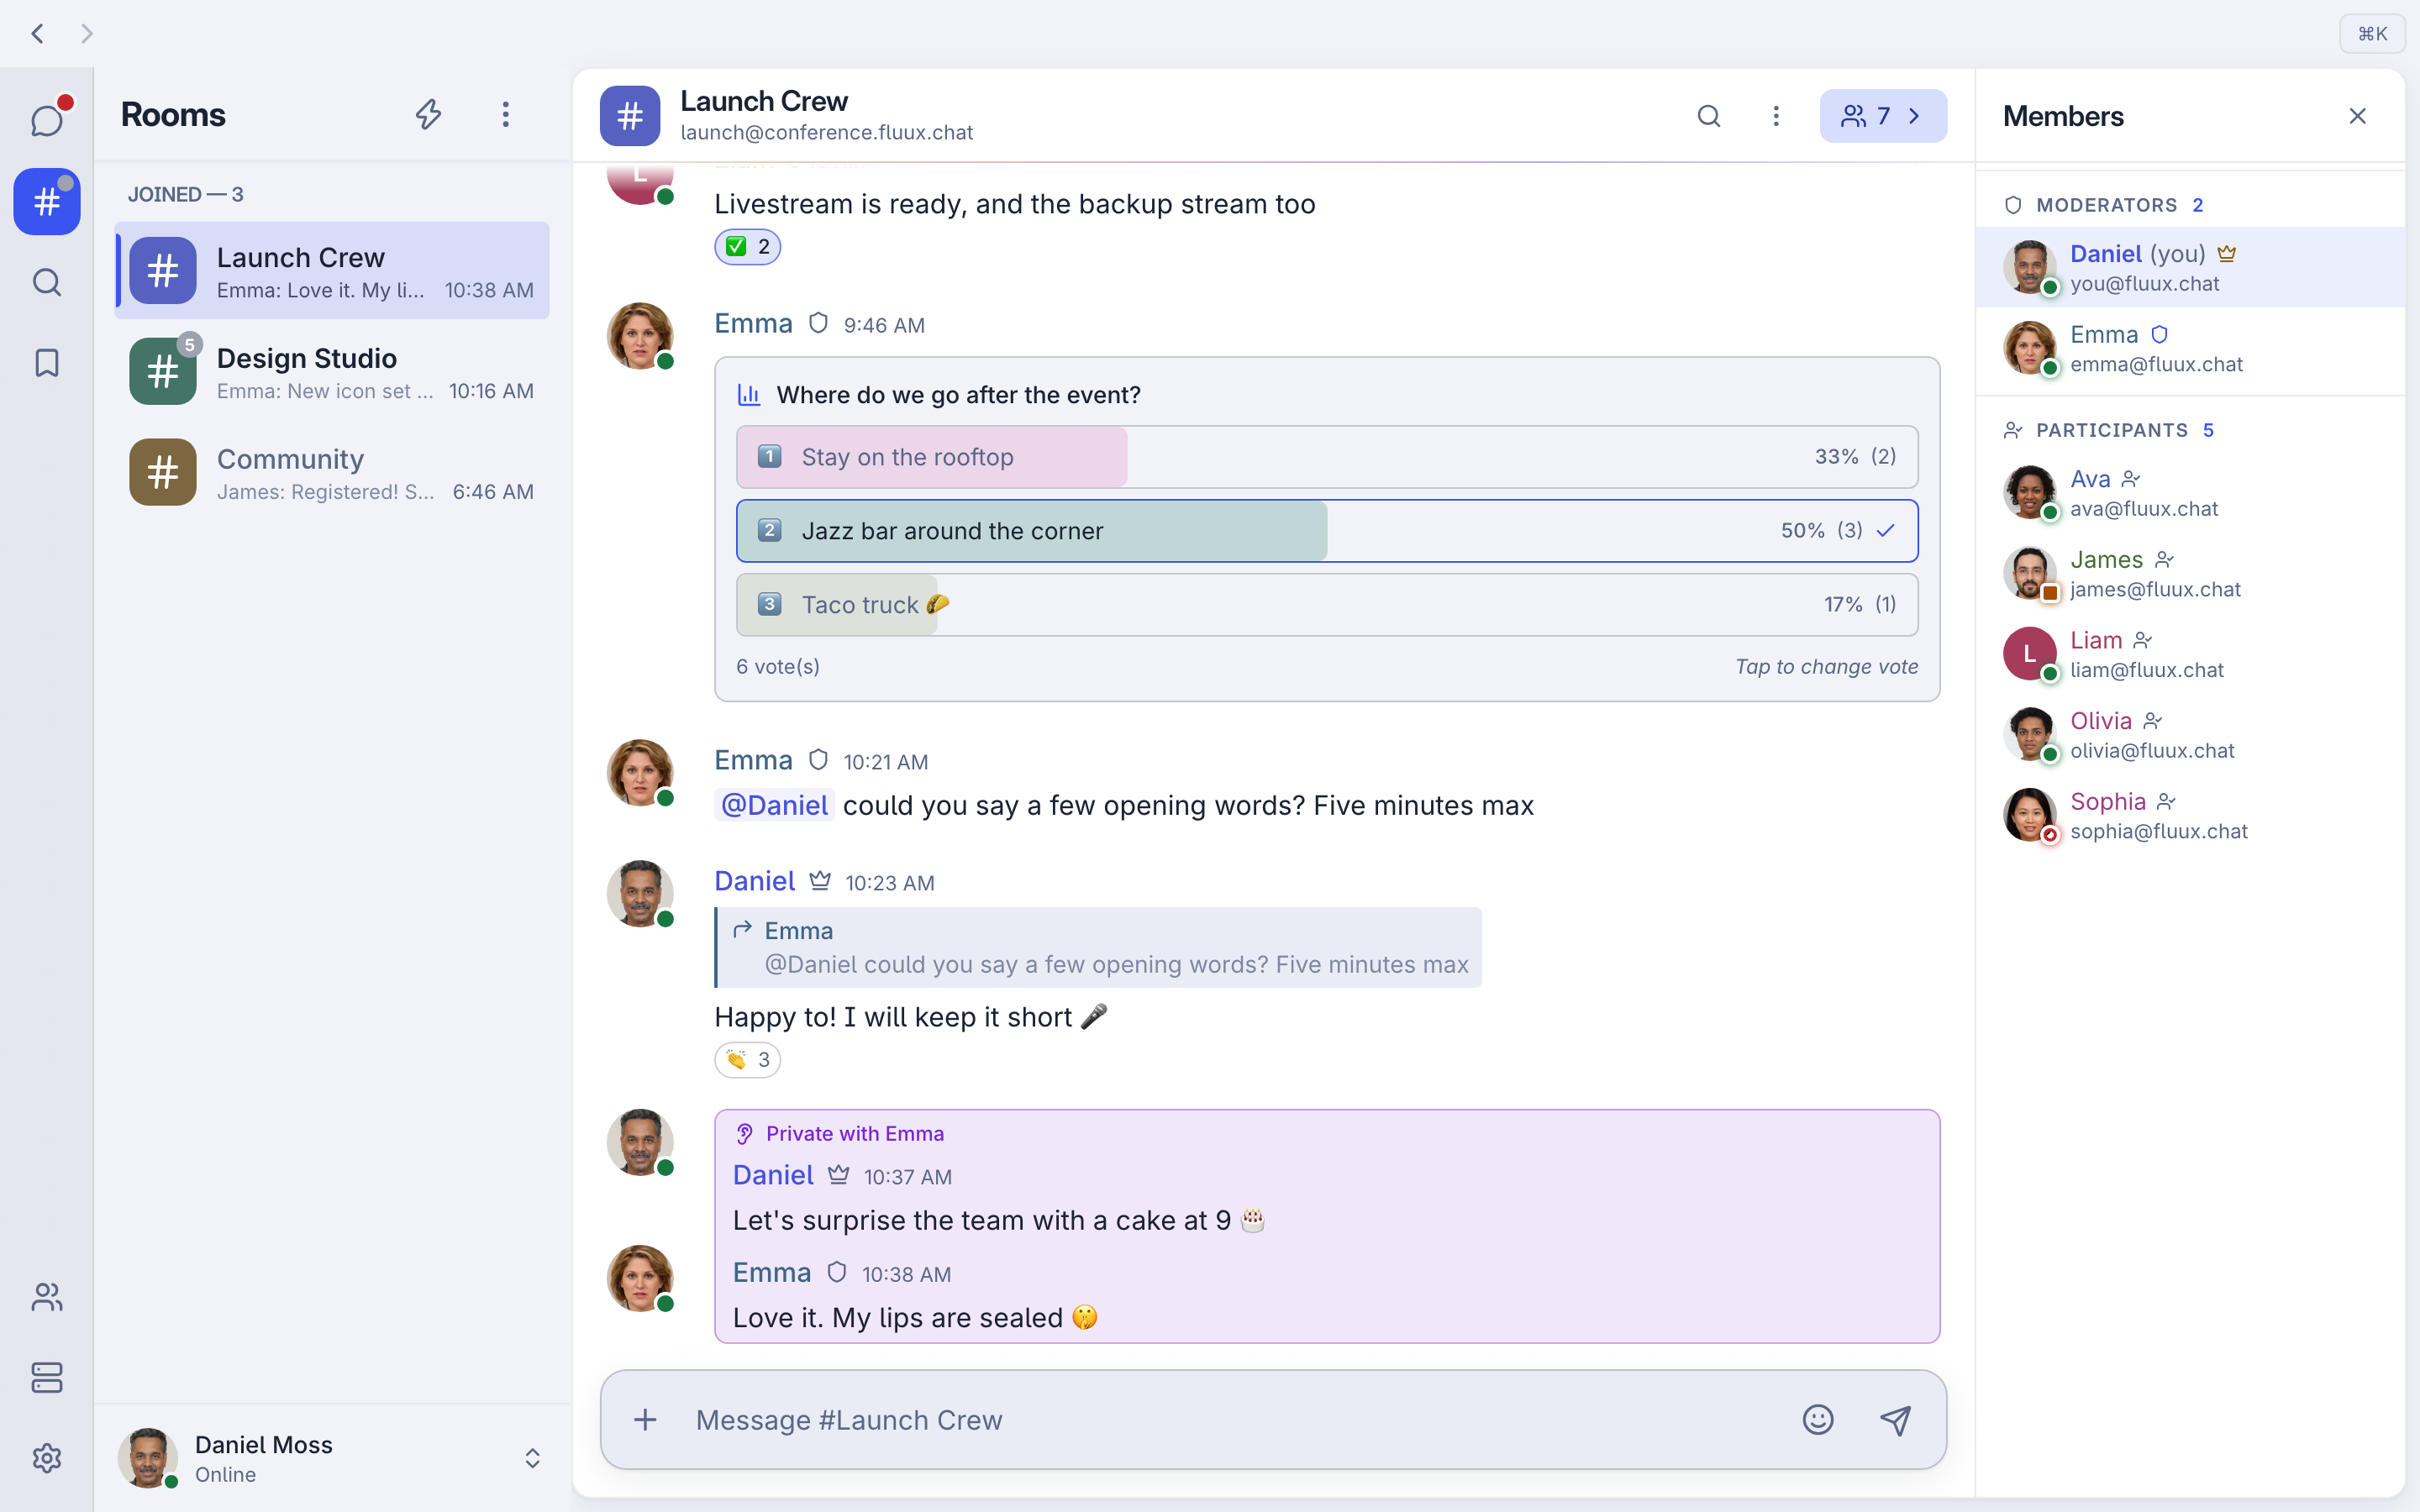 ⌘K
Rooms
JOINED — 3
Launch Crew
Emma: Love it. My li... 10:38 AM
5
Design Studio
Emma: New icon set ... 10:16 AM
Community
James: Registered! S... 6:46 AM
Daniel Moss
Online
Launch Crew
launch@conference.fluux.chat
7
L
Livestream is ready, and the backup stream too
✅ 2
Emma 9:46 AM
Where do we go after the event?
1️⃣ Stay on the rooftop 33% (2)
2️⃣ Jazz bar around the corner 50% (3)
3️⃣ Taco truck 🌮 17% (1)
6 vote(s) Tap to change vote
Emma 10:21 AM
@Daniel could you say a few opening words? Five minutes max
Daniel 10:23 AM
Emma
@Daniel could you say a few opening words? Five minutes max
Happy to! I will keep it short 🎤
👏 3
Private with Emma
Daniel 10:37 AM
Let's surprise the team with a cake at 9 🎂
Emma 10:38 AM
Love it. My lips are sealed 🤫
Message #Launch Crew
Members
MODERATORS 2
Daniel (you)
you@fluux.chat
Emma
emma@fluux.chat
PARTICIPANTS 5
Ava
ava@fluux.chat
James
james@fluux.chat
L
Liam
liam@fluux.chat
Olivia
olivia@fluux.chat
Sophia
sophia@fluux.chat